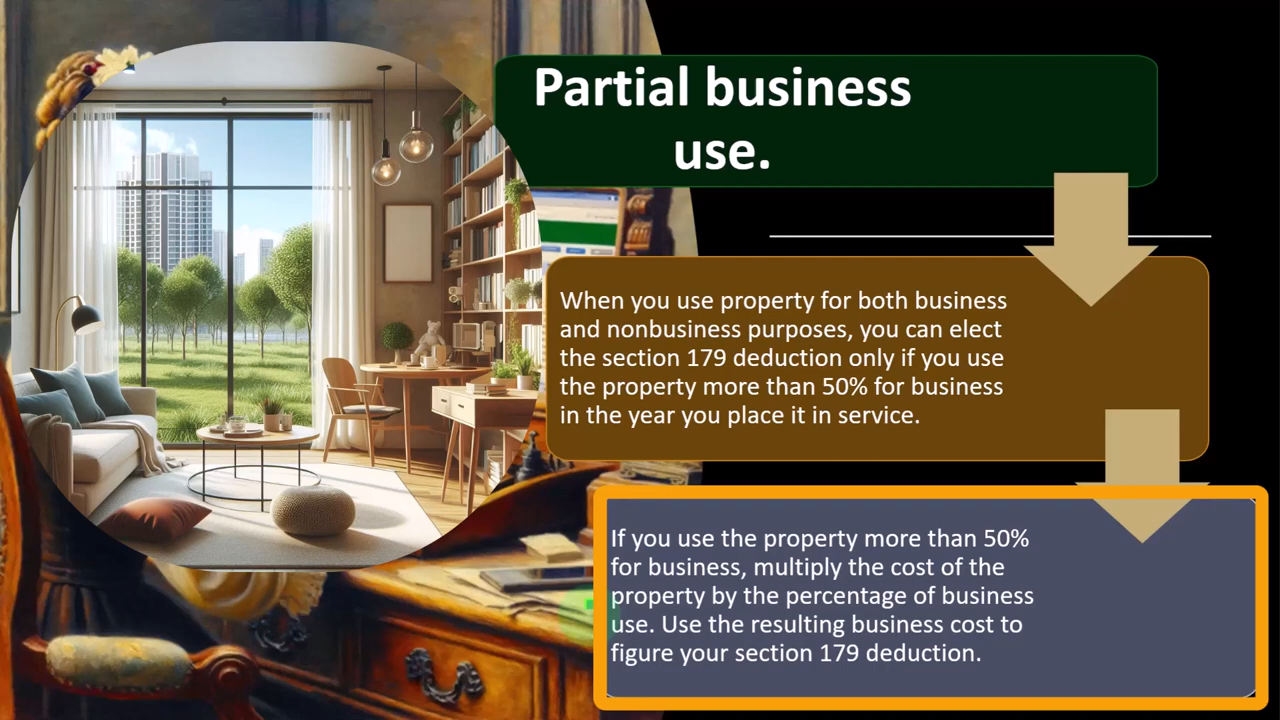 Partial business
use.
When you use property for both business
and nonbusiness purposes, you can elect
the section 179 deduction only if you use
the property more than 50% for business
in the year you place it in service.
If you use the property more than 50%
for business, multiply the cost of the
property by the percentage of business
use. Use the resulting business cost to
figure your section 179 deduction.